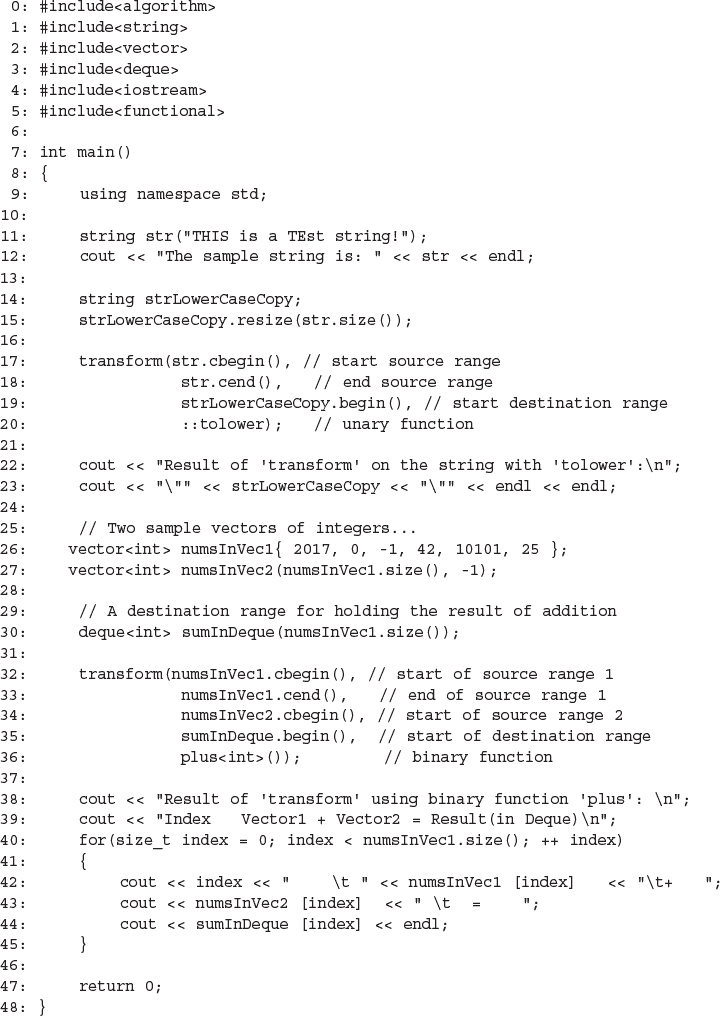 0: #include<algorithm>
1: #include<string>
2: #include<vector>
3: #include<deque>
4: #include<iostream>
5: #include<functional>
6:
7: int main()
8: {
9:     using namespace std;
10:
11:     string str("THIS is a TEst string!");
12:     cout << "The sample string is: " << str << endl;
13:
14:     string strLowerCaseCopy;
15:     strLowerCaseCopy.resize(str.size());
16:
17:     transform(str.cbegin(), // start source range
18:               str.cend(),   // end source range
19:               strLowerCaseCopy.begin(), // start destination range
20:               ::tolower);   // unary function
21:
22:     cout << "Result of 'transform' on the string with 'tolower':\n";
23:     cout << "\"" << strLowerCaseCopy << "\"" << endl << endl;
24:
25:     // Two sample vectors of integers...
26:    vector<int> numsInVec1{ 2017, 0, -1, 42, 10101, 25 };
27:    vector<int> numsInVec2(numsInVec1.size(), -1);
28:
29:     // A destination range for holding the result of addition
30:     deque<int> sumInDeque(numsInVec1.size());
31:
32:     transform(numsInVec1.cbegin(), // start of source range 1
33:               numsInVec1.cend(),   // end of source range 1
34:               numsInVec2.cbegin(), // start of source range 2
35:               sumInDeque.begin(),  // start of destination range
36:               plus<int>());        // binary function
37:
38:     cout << "Result of 'transform' using binary function 'plus': \n";
39:     cout << "Index   Vector1 + Vector2 = Result(in Deque)\n";
40:     for(size_t index = 0; index < numsInVec1.size(); ++ index)
41:     {
42:         cout << index << "    \t " << numsInVec1 [index]   << "\t+   ";
43:         cout << numsInVec2 [index]  << " \t  =    ";
44:         cout << sumInDeque [index] << endl;
45:     }
46:
47:     return 0;
48: }